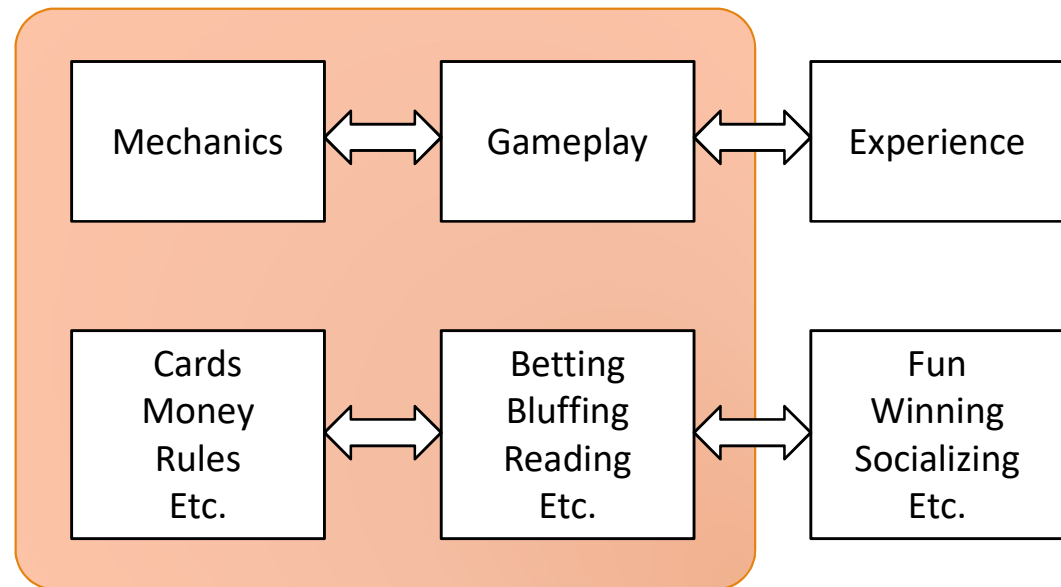 Mechanics
Gameplay
Experience
Cards
Money
Rules
Etc.
Betting
Bluffing
Reading
Etc.
Fun
Winning
Socializing
Etc.